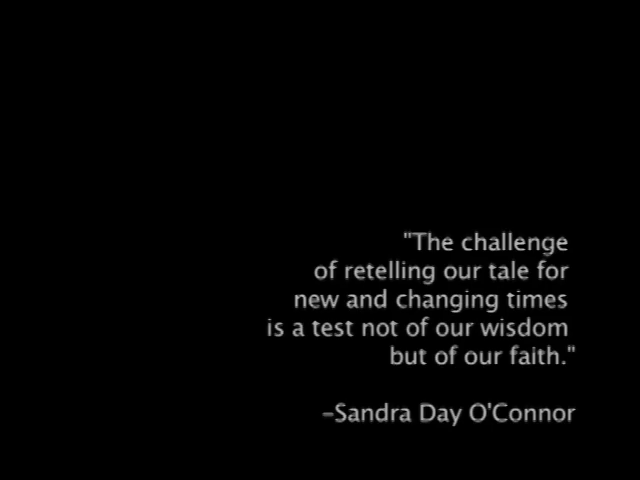 "The challenge
of retelling our tale for
new and changing times
is a test not of our wisdom
but of our faith."
-Sandra Day O'Connor